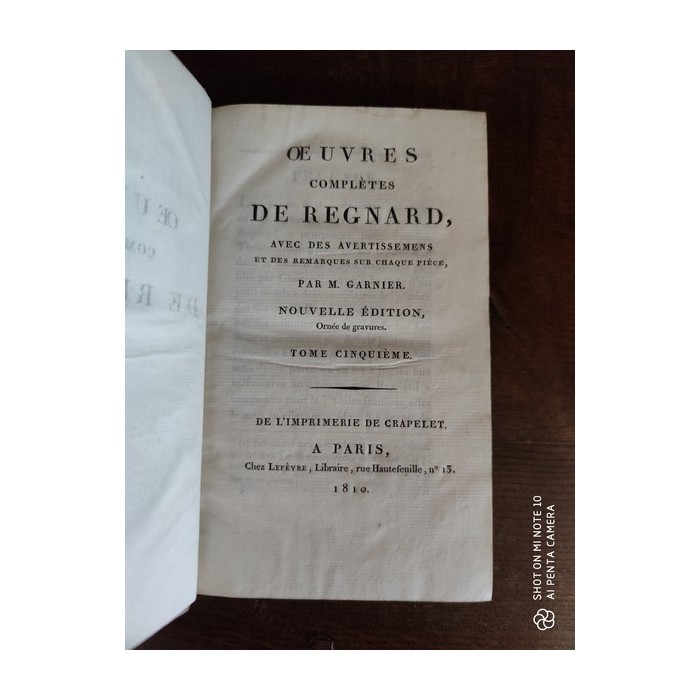 ŒUVRES
COMPLÈTES
DE REGNARD,
AVEC DES AVERTISSEMENS
ET DES REMARQUES SUR CHAQUE PIÈCE,
PAR M. GARNIER.
NOUVELLE ÉDITION,
Ornée de gravures.
TOME CINQUIÈME.
DE L'IMPRIMERIE DE CRAPELET.
A PARIS,
Chez LEFÈVRE, Libraire, rue Hautefeuille, nº 13.
1810.
SHOT ON MI NOTE 10
AI PENTA CAMERA